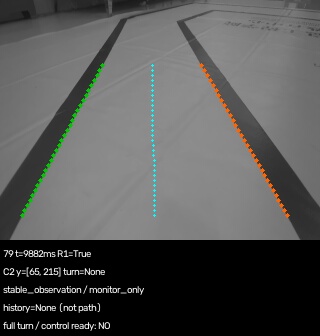 79 t=9882ms R1=True
C2 y=[65, 215] turn=None
stable_observation / monitor_only
history=None (not path)
full turn / control ready: NO